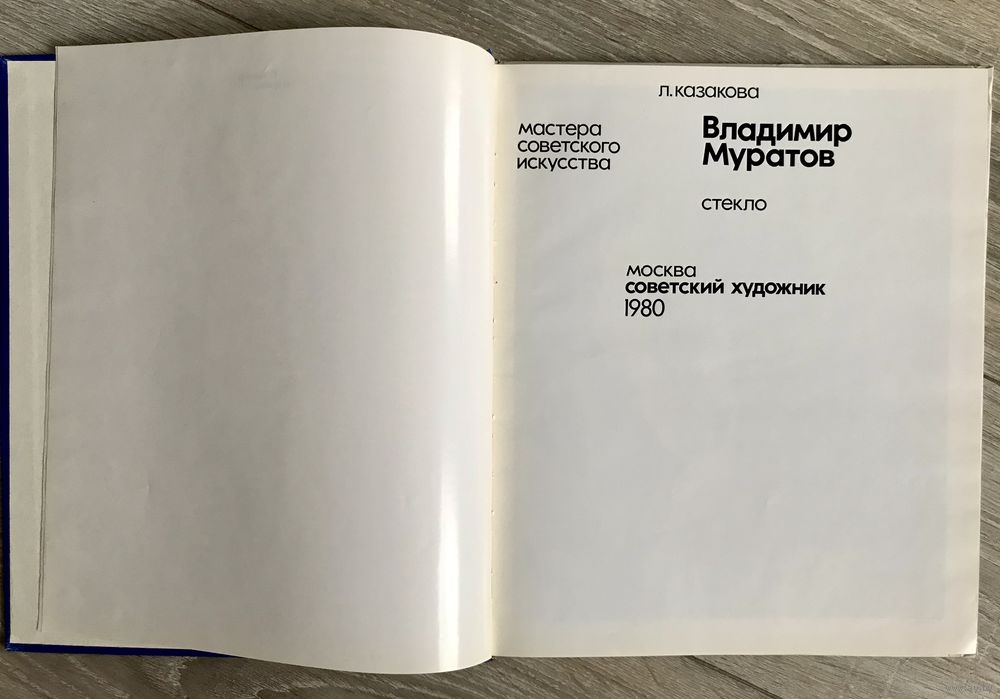 л. казакова
мастера
советского
искусства
Владимир
Муратов
стекло
москва
советский художник
1980